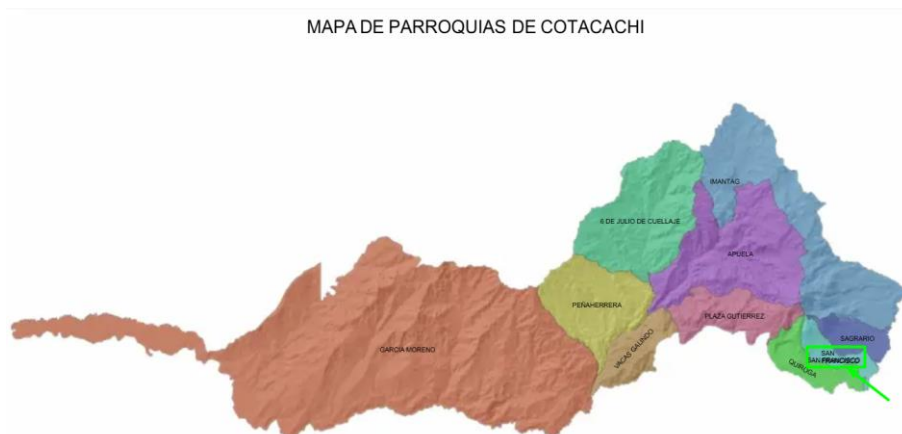 MAPA DE PARROQUIAS DE COTACACHI
IMANTAG
6 DE JULIO DE CUELLAJE
APUELA
PEÑAHERRERA
PLAZA GUTIERREZ
VACAS GALINDO
GARCIA MORENO
SAGRARIO
SAN
SAN FRANCISCO
QUIROGA